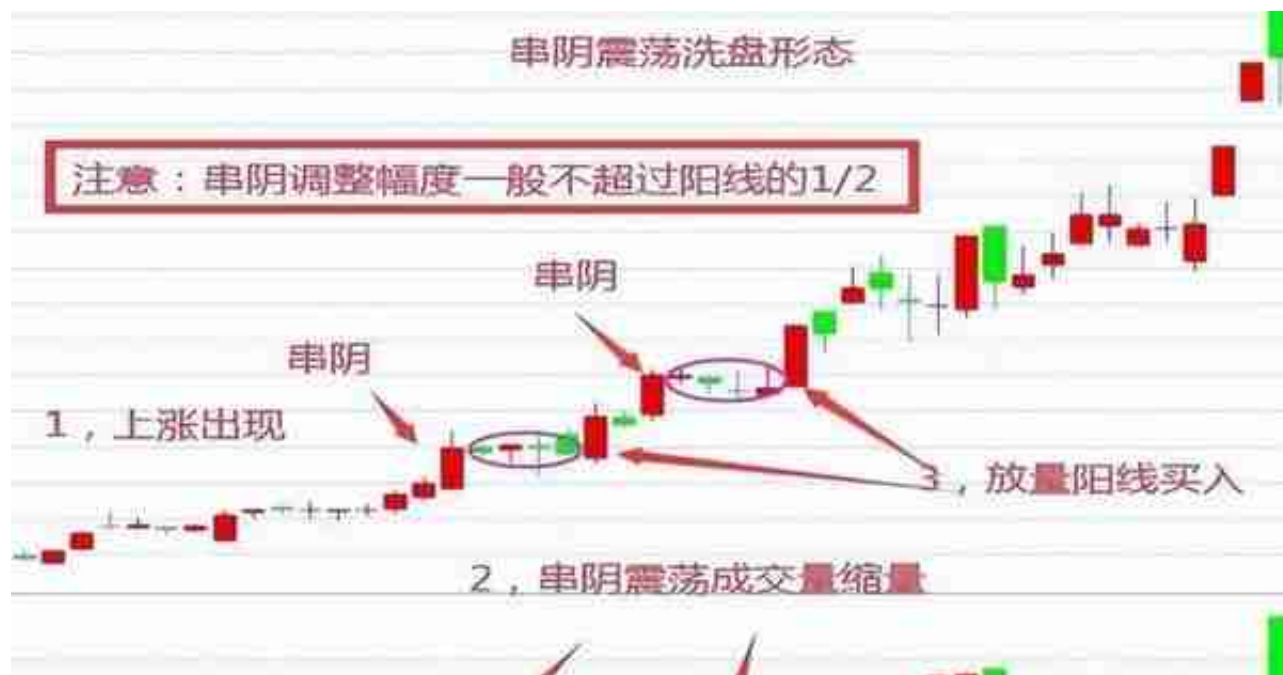 串阴震荡洗盘形态
注意：串阴调整幅度一般不超过阳线的1/2
串阴
串阴
1，上涨出现
3，放量阳线买入
2，串阴震荡成交量缩量